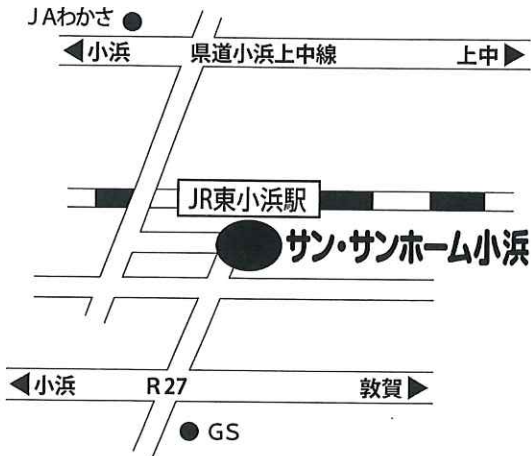 JAわかさ
◀小浜 県道小浜上中線 上中▶
JR東小浜駅
サン・サンホーム小浜
◀小浜 R27 敦賀▶
GS